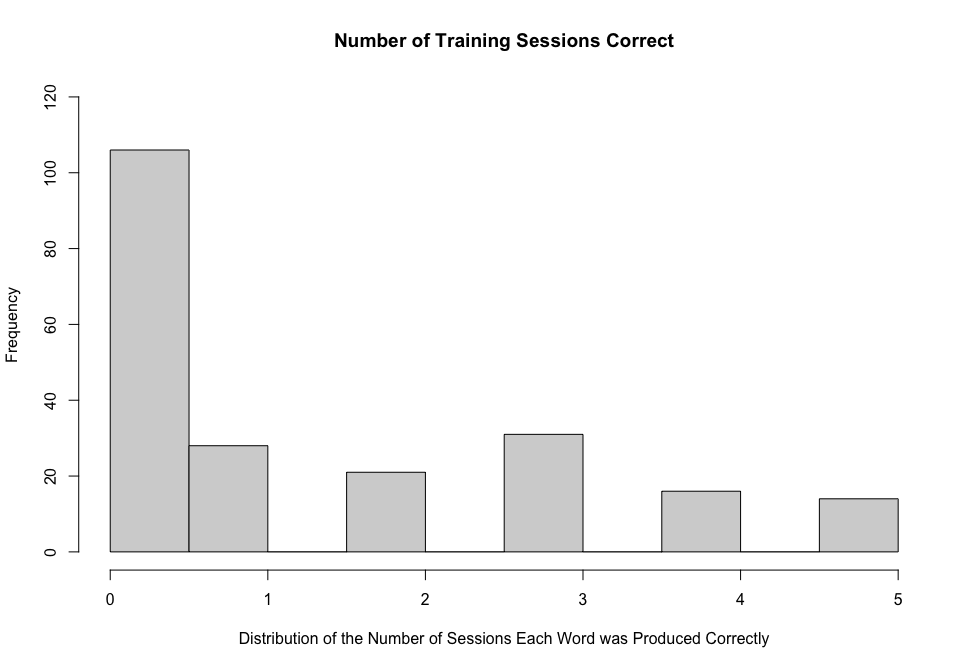 Number of Training Sessions Correct
Frequency
120
100
80
60
40
20
0
0 1 2 3 4 5
Distribution of the Number of Sessions Each Word was Produced Correctly